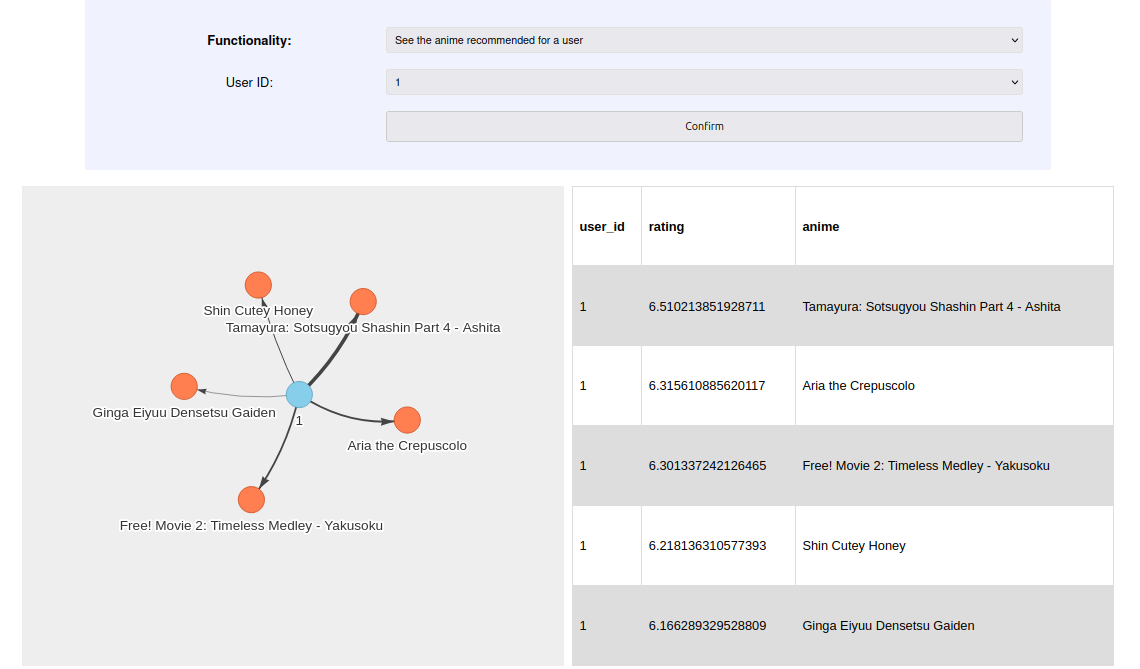 Functionality:
See the anime recommended for a user
User ID:
1
Confirm
Shin Cutey Honey
Tamayura: Sotsugyou Shashin Part 4 - Ashita
Ginga Eiyuu Densetsu Gaiden
1
Aria the Crepuscolo
Free! Movie 2: Timeless Medley - Yakusoku
user_id rating anime
1 6.510213851928711 Tamayura: Sotsugyou Shashin Part 4 - Ashita
1 6.315610885620117 Aria the Crepuscolo
1 6.301337242126465 Free! Movie 2: Timeless Medley - Yakusoku
1 6.218136310577393 Shin Cutey Honey
1 6.166289329528809 Ginga Eiyuu Densetsu Gaiden